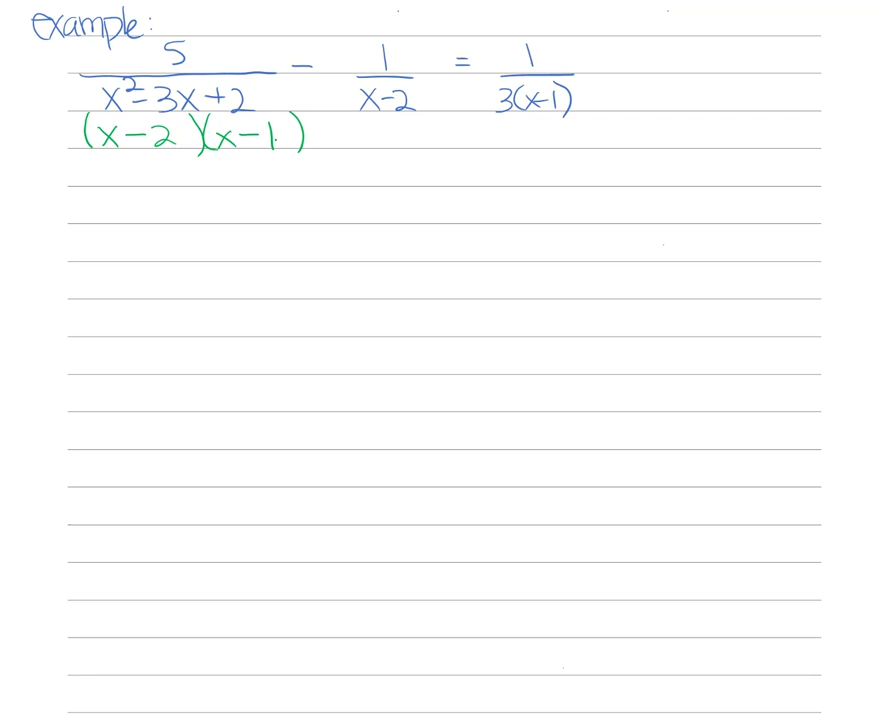 example:
5/(x²-3x+2) - 1/(x-2) = 1/(3(x-1))
(x-2)(x-1)